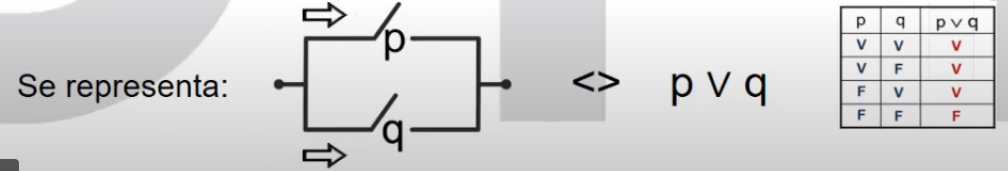 Se representa:
p
q
<> p ∨ q
p q p ∨ q
V V V
V F V
F V V
F F F